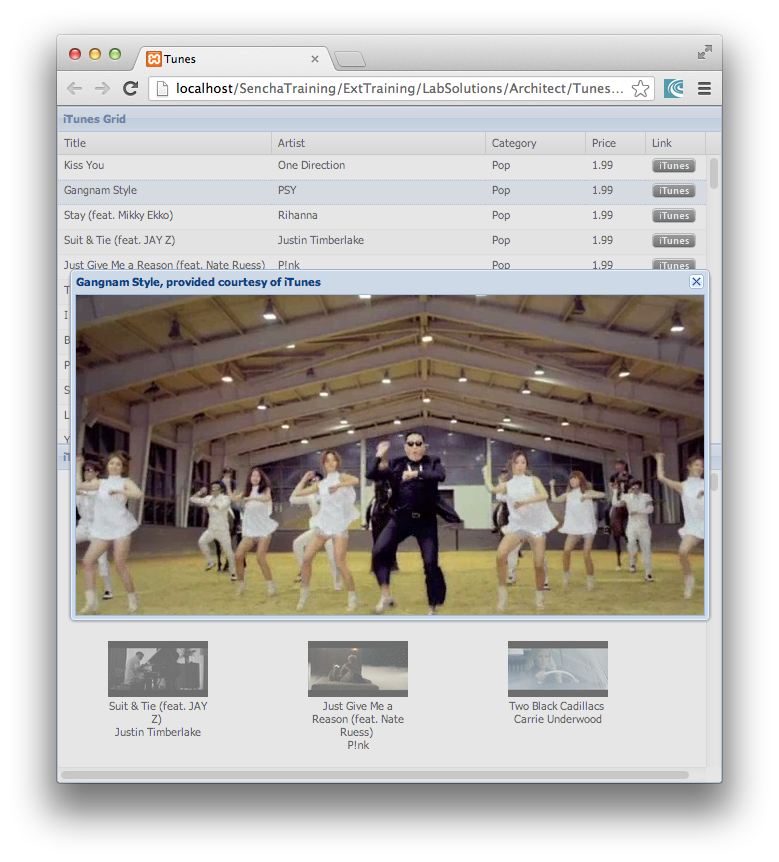 Tunes
localhost/SenchaTraining/ExtTraining/LabSolutions/Architect/Tunes...
iTunes Grid
Title Artist Category Price Link
Kiss You One Direction Pop 1.99 iTunes
Gangnam Style PSY Pop 1.99 iTunes
Stay (feat. Mikky Ekko) Rihanna Pop 1.99 iTunes
Suit & Tie (feat. JAY Z) Justin Timberlake Pop 1.99 iTunes
Just Give Me a Reason (feat. Nate Ruess) P!nk Pop 1.99 iTunes
Gangnam Style, provided courtesy of iTunes
T
I
B
P
S
L
Y
Suit & Tie (feat. JAY
Z)
Justin Timberlake
Just Give Me a
Reason (feat. Nate
Ruess)
P!nk
Two Black Cadillacs
Carrie Underwood